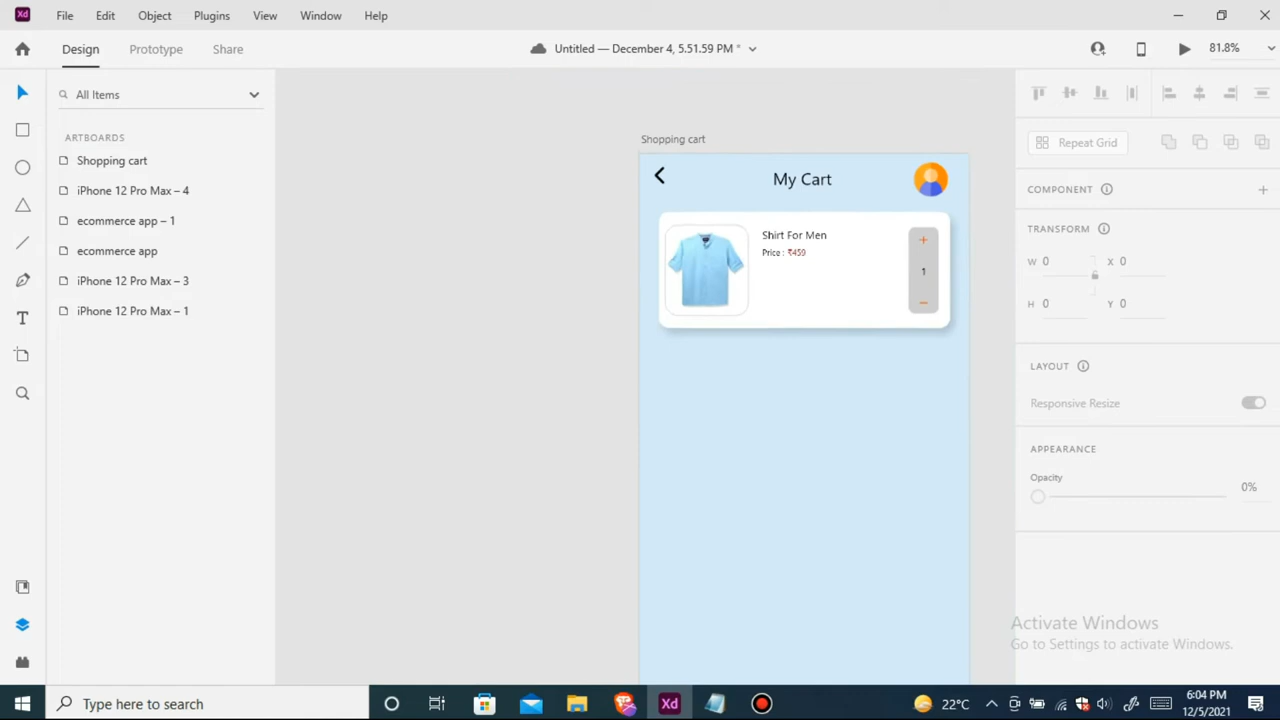 Xd File Edit Object Plugins View Window Help
Design Prototype Share Untitled — December 4, 5.51.59 PM * 81.8%
All Items
ARTBOARDS
Shopping cart
iPhone 12 Pro Max – 4
ecommerce app – 1
ecommerce app
iPhone 12 Pro Max – 3
iPhone 12 Pro Max – 1
Shopping cart
My Cart
Shirt For Men
Price : ₹459
+
1
−
Repeat Grid
COMPONENT +
TRANSFORM
W 0 X 0
H 0 Y 0
LAYOUT
Responsive Resize
APPEARANCE
Opacity
0%
Activate Windows
Go to Settings to activate Windows.
Type here to search
Xd
22°C
6:04 PM
12/5/2021